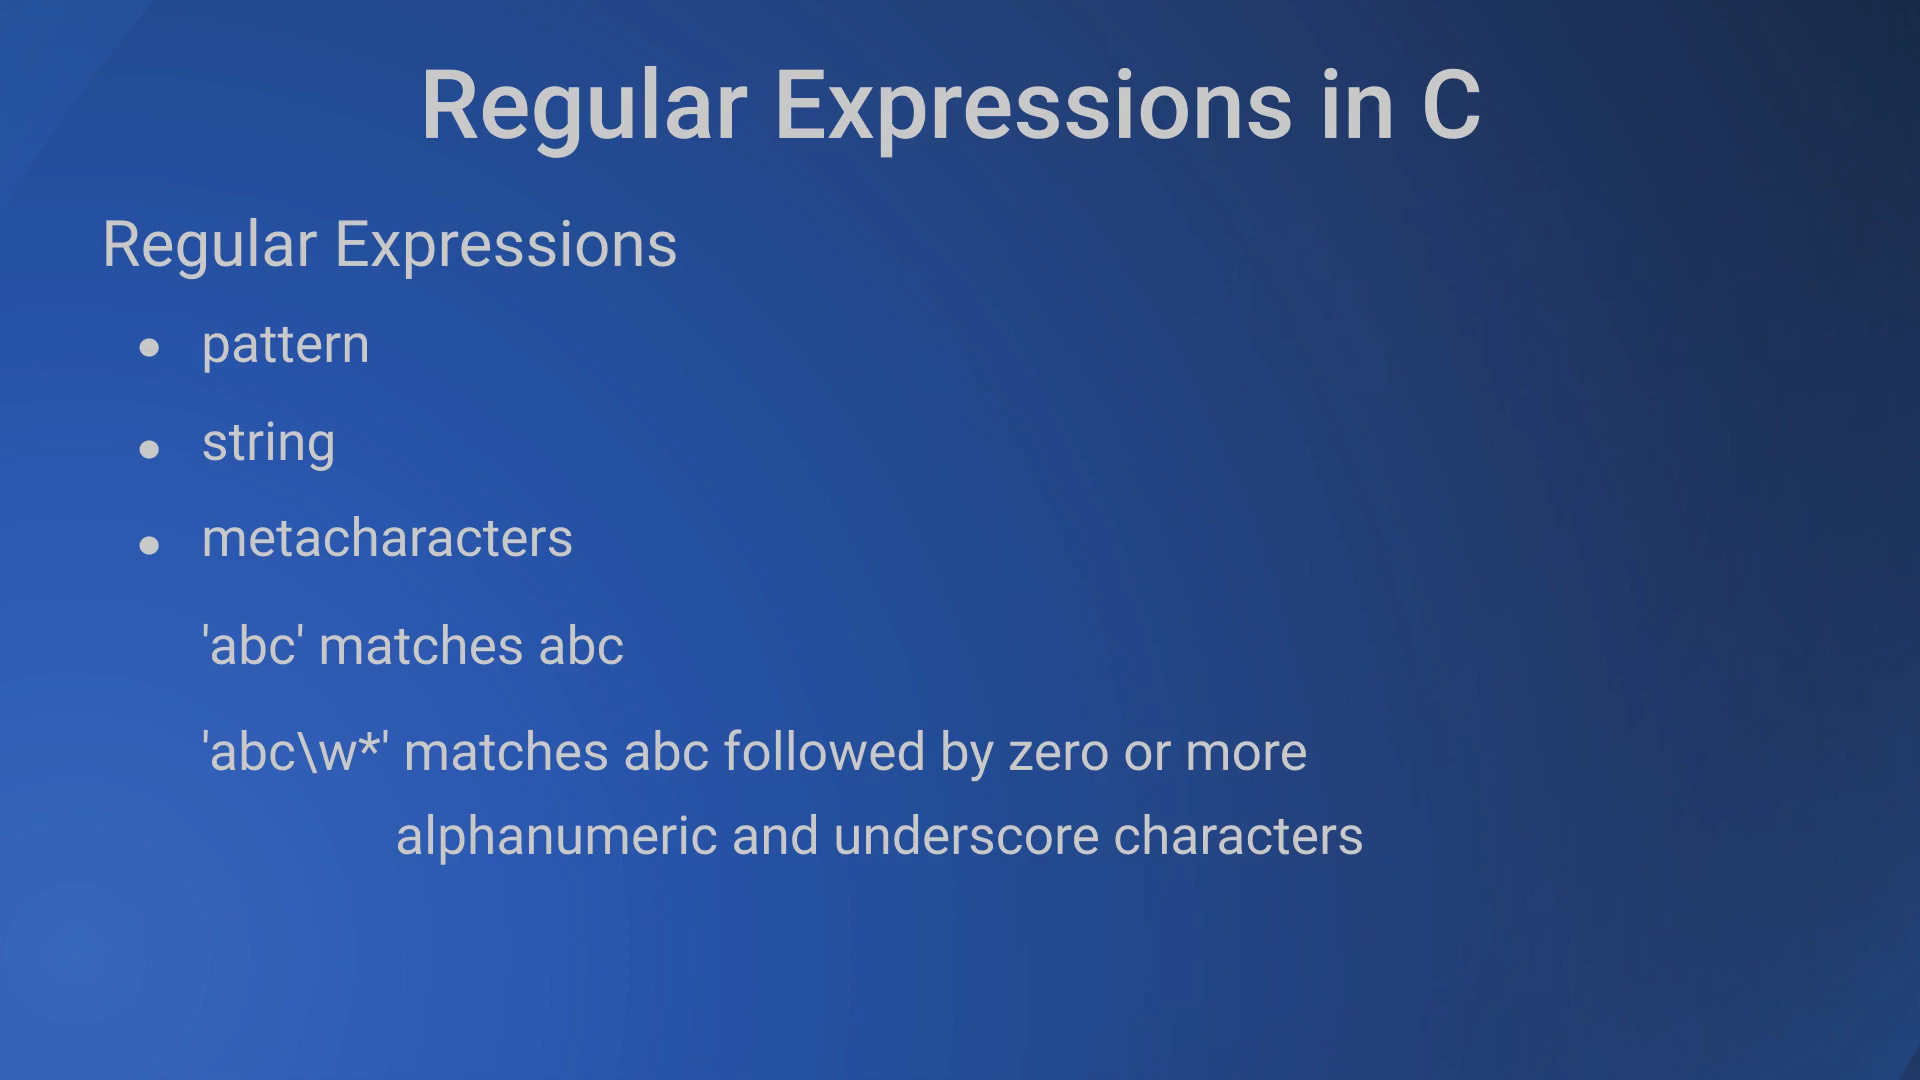 Regular Expressions in C
Regular Expressions
• pattern
• string
• metacharacters
'abc' matches abc
'abc\w*' matches abc followed by zero or more
alphanumeric and underscore characters